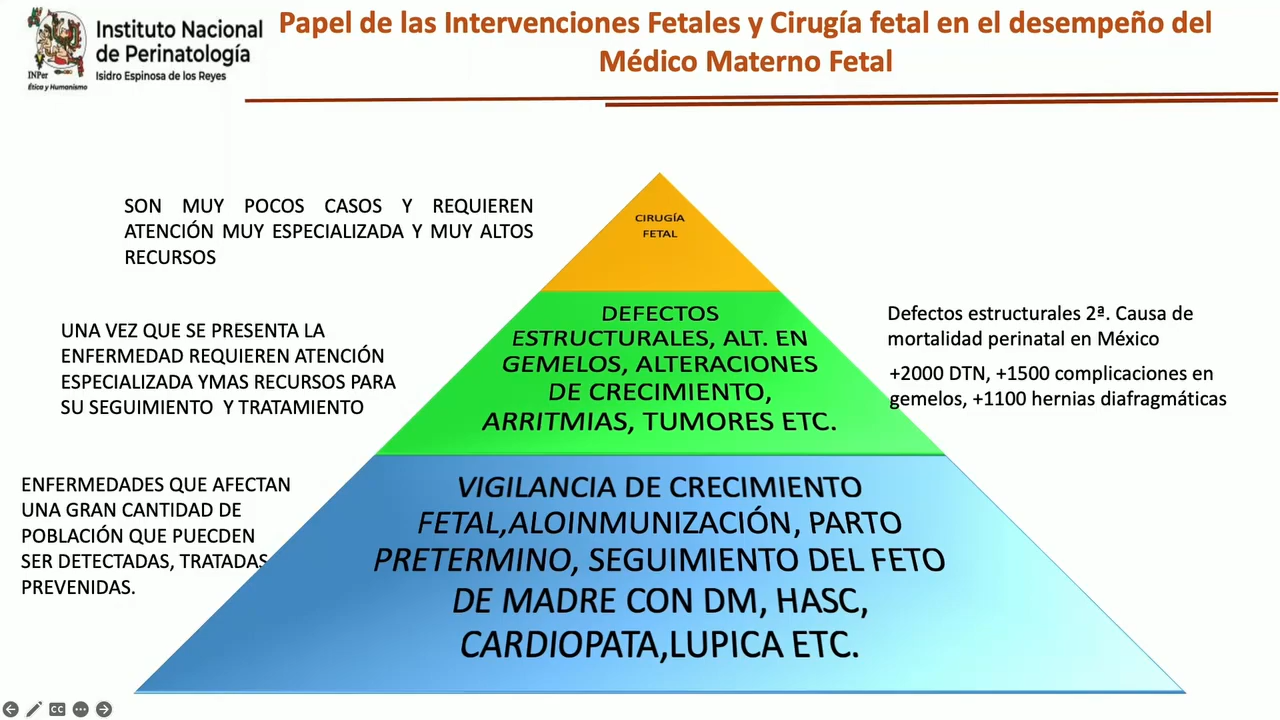 Instituto Nacional
de Perinatología
Isidro Espinosa de los Reyes
INPer
Ética y Humanismo
Papel de las Intervenciones Fetales y Cirugía fetal en el desempeño del
Médico Materno Fetal
SON MUY POCOS CASOS Y REQUIEREN
ATENCIÓN MUY ESPECIALIZADA Y MUY ALTOS
RECURSOS
CIRUGÍA
FETAL
UNA VEZ QUE SE PRESENTA LA
ENFERMEDAD REQUIEREN ATENCIÓN
ESPECIALIZADA YMAS RECURSOS PARA
SU SEGUIMIENTO Y TRATAMIENTO
DEFECTOS
ESTRUCTURALES, ALT. EN
GEMELOS, ALTERACIONES
DE CRECIMIENTO,
ARRITMIAS, TUMORES ETC.
Defectos estructurales 2ª. Causa de
mortalidad perinatal en México
+2000 DTN, +1500 complicaciones en
gemelos, +1100 hernias diafragmáticas
ENFERMEDADES QUE AFECTAN
UNA GRAN CANTIDAD DE
POBLACIÓN QUE PUECDEN
SER DETECTADAS, TRATADAS
PREVENIDAS.
VIGILANCIA DE CRECIMIENTO
FETAL,ALOINMUNIZACIÓN, PARTO
PRETERMINO, SEGUIMIENTO DEL FETO
DE MADRE CON DM, HASC,
CARDIOPATA,LUPICA ETC.
CC